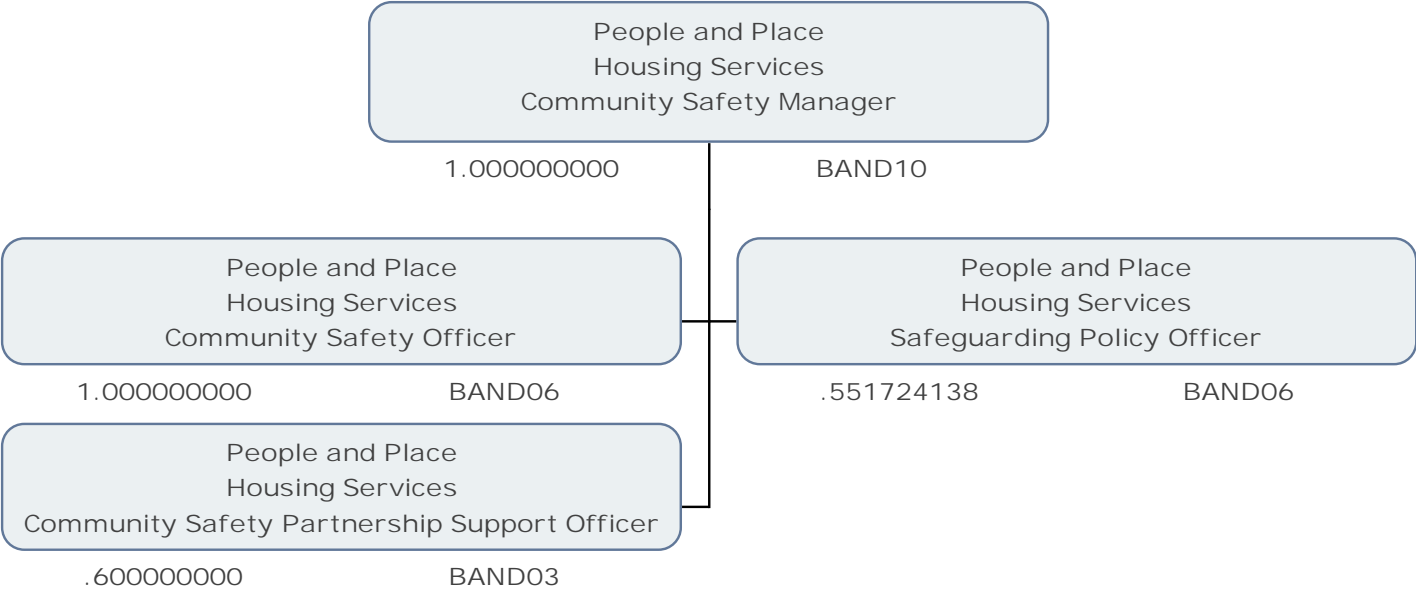 People and Place
Housing Services
Community Safety Manager
1.000000000 BAND10
People and Place
Housing Services
Community Safety Officer
1.000000000 BAND06
People and Place
Housing Services
Safeguarding Policy Officer
.551724138 BAND06
People and Place
Housing Services
Community Safety Partnership Support Officer
.600000000 BAND03